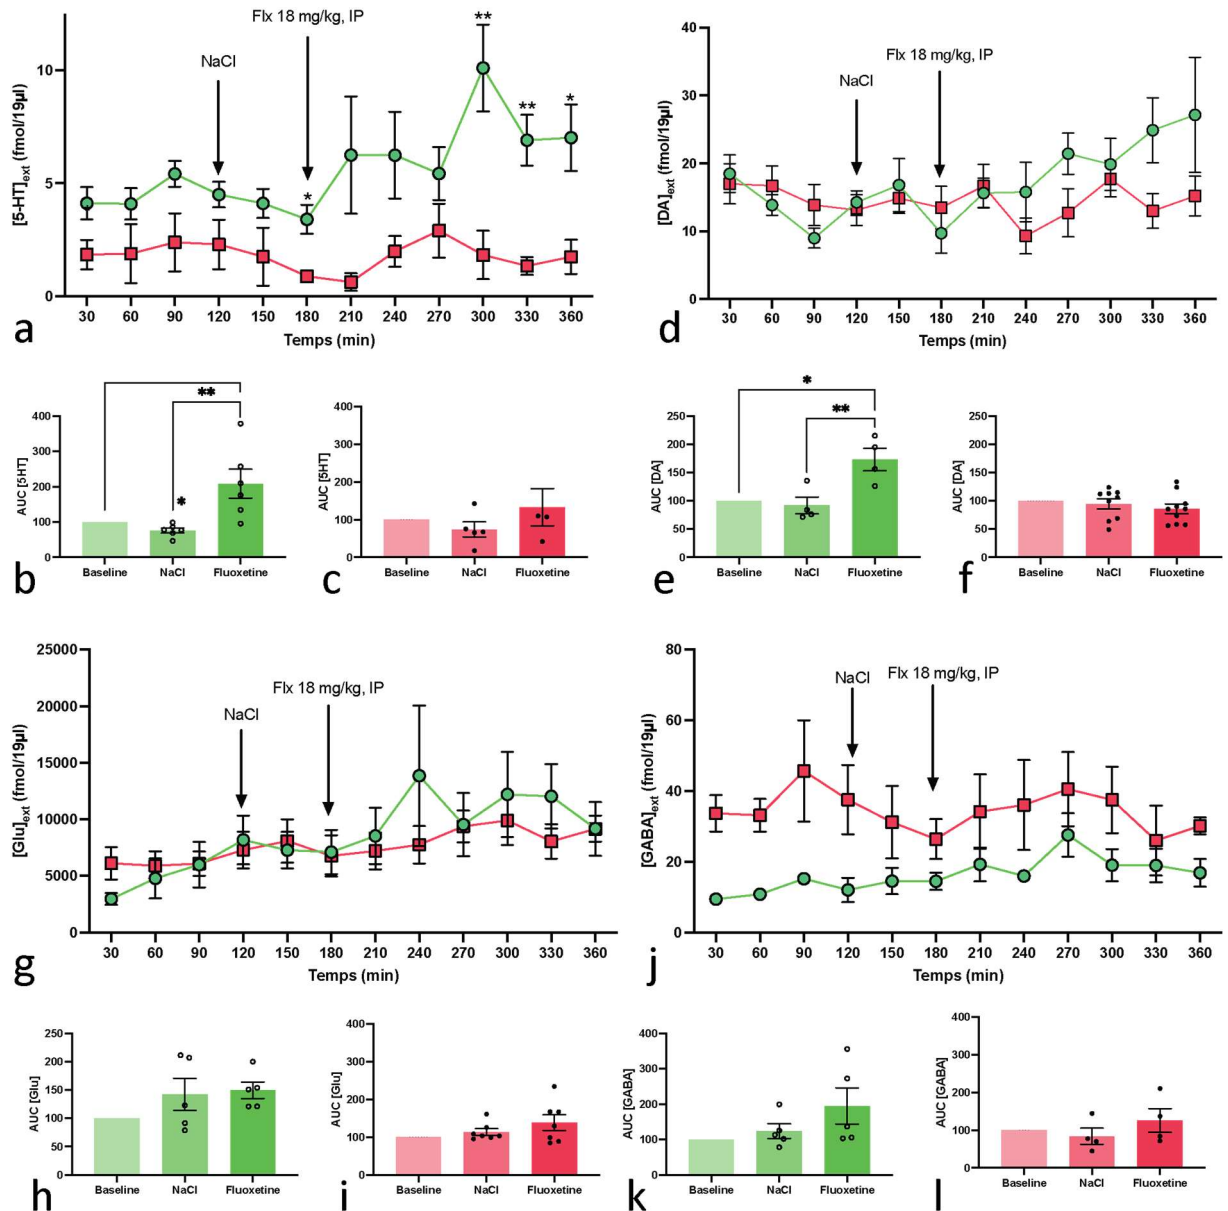 Flx 18 mg/kg, IP
NaCl
**
**
*
*
[5-HT]ext (fmol/19µl)
10
5
0
30 60 90 120 150 180 210 240 270 300 330 360
Temps (min)
a
Flx 18 mg/kg, IP
NaCl
[DA]ext (fmol/19µl)
40
30
20
10
0
30 60 90 120 150 180 210 240 270 300 330 360
Temps (min)
d
**
*
AUC [5HT]
400
300
200
100
0
Baseline NaCl Fluoxetine
b
AUC [5HT]
400
300
200
100
0
Baseline NaCl Fluoxetine
c
*
**
AUC [DA]
250
200
150
100
50
0
Baseline NaCl Fluoxetine
e
AUC [DA]
250
200
150
100
50
0
Baseline NaCl Fluoxetine
f
Flx 18 mg/kg, IP
NaCl
[Glu]ext (fmol/19µl)
25000
20000
15000
10000
5000
0
30 60 90 120 150 180 210 240 270 300 330 360
Temps (min)
g
Flx 18 mg/kg, IP
NaCl
[GABA]ext (fmol/19µl)
80
60
40
20
0
30 60 90 120 150 180 210 240 270 300 330 360
Temps (min)
j
AUC [Glu]
250
200
150
100
50
0
Baseline NaCl Fluoxetine
h
AUC [Glu]
400
300
200
100
0
Baseline NaCl Fluoxetine
i
AUC [GABA]
400
300
200
100
0
Baseline NaCl Fluoxetine
k
AUC [GABA]
400
300
200
100
0
Baseline NaCl Fluoxetine
l